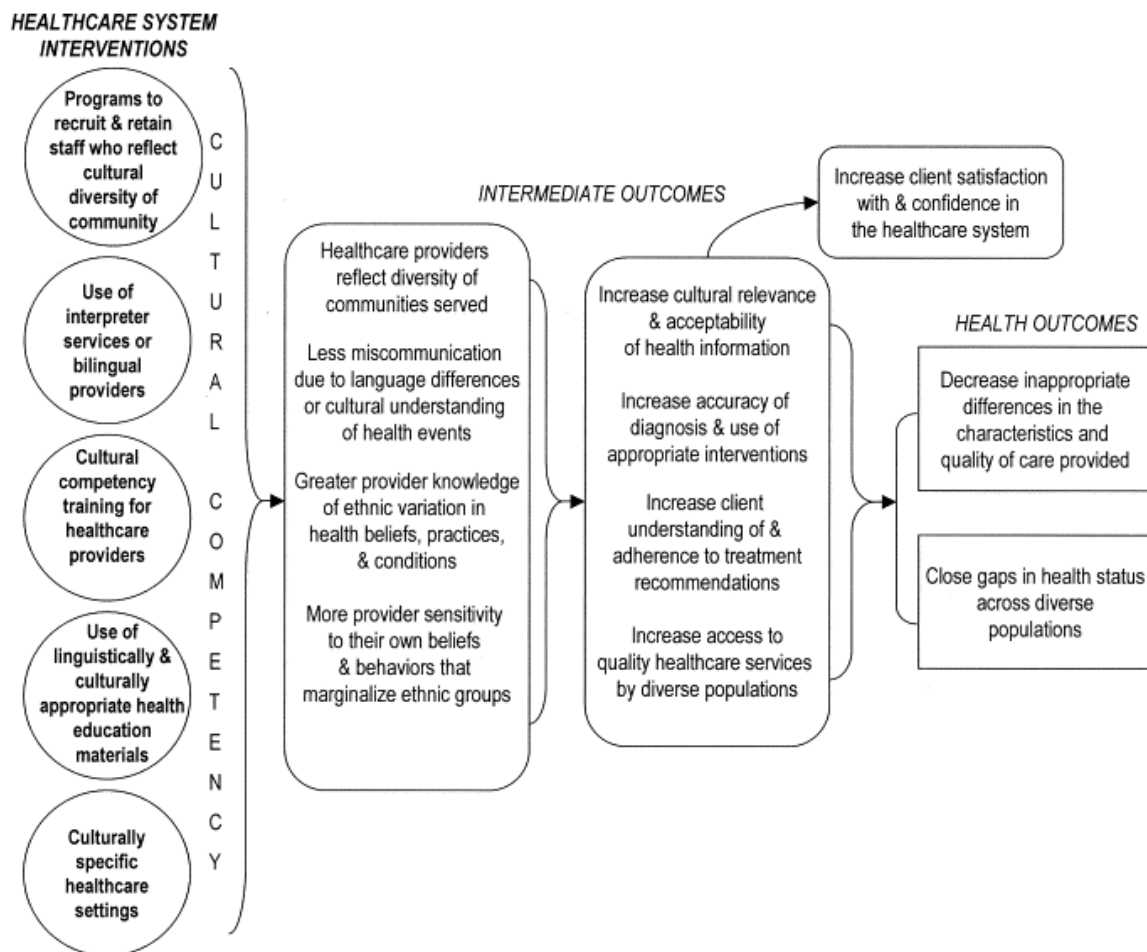 HEALTHCARE SYSTEM
INTERVENTIONS
Programs to
recruit & retain
staff who reflect
cultural
diversity of
community
Use of
interpreter
services or
bilingual
providers
Cultural
competency
training for
healthcare
providers
Use of
linguistically &
culturally
appropriate health
education
materials
Culturally
specific
healthcare
settings
CULTURAL COMPETENCY
INTERMEDIATE OUTCOMES
Healthcare providers
reflect diversity of
communities served
Less miscommunication
due to language differences
or cultural understanding
of health events
Greater provider knowledge
of ethnic variation in
health beliefs, practices,
& conditions
More provider sensitivity
to their own beliefs
& behaviors that
marginalize ethnic groups
Increase cultural relevance
& acceptability
of health information
Increase accuracy of
diagnosis & use of
appropriate interventions
Increase client
understanding of &
adherence to treatment
recommendations
Increase access to
quality healthcare services
by diverse populations
Increase client satisfaction
with & confidence in
the healthcare system
HEALTH OUTCOMES
Decrease inappropriate
differences in the
characteristics and
quality of care provided
Close gaps in health status
across diverse
populations